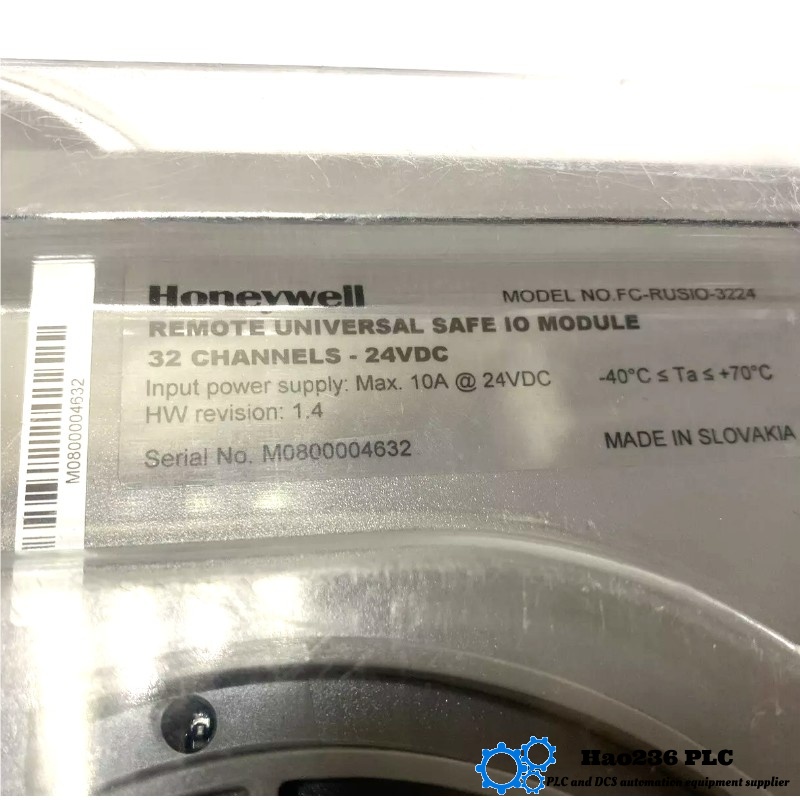 Honeywell
MODEL NO.FC-RUSIO-3224
REMOTE UNIVERSAL SAFE IO MODULE
32 CHANNELS - 24VDC
Input power supply: Max. 10A @ 24VDC
-40°C ≤ Ta ≤ +70°C
HW revision: 1.4
Serial No. M0800004632
MADE IN SLOVAKIA
M0800004632
Hao236 PLC
PLC and DCS automation equipment supplier